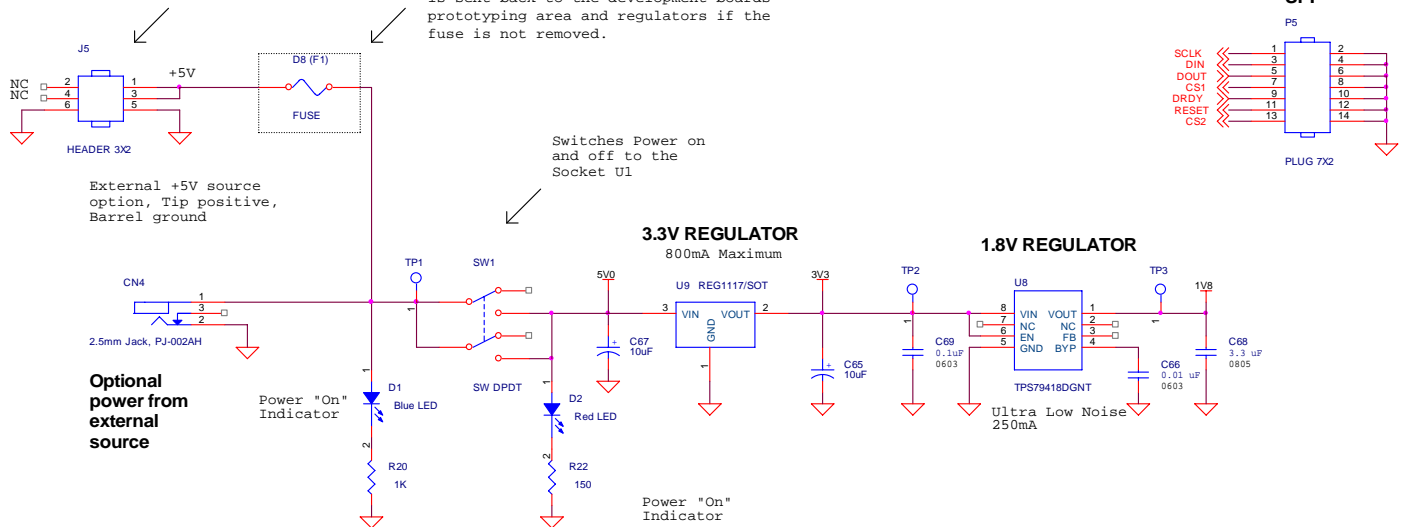 prototyping area and regulators if the
fuse is not removed.
J5
NC
NC
2
4
6
1
3
5
+5V
HEADER 3X2
D8 (F1)
FUSE
P5
SCLK
DIN
DOUT
CS1
DRDY
RESET
CS2
1
3
5
7
9
11
13
2
4
6
8
10
12
14
PLUG 7X2
External +5V source
option, Tip positive,
Barrel ground
Switches Power on
and off to the
Socket U1
CN4
1
3
2
2.5mm Jack, PJ-002AH
Optional
power from
external
source
Power "On"
Indicator
1
D1
Blue LED
2
R20
1K
TP1
1
SW1
SW DPDT
1
D2
Red LED
2
R22
150
Power "On"
Indicator
5V0
C67
10uF
+
3.3V REGULATOR
800mA Maximum
U9 REG1117/SOT
3
VIN
VOUT
GND
2
1
3V3
C65
10uF
+
TP2
1
C69
0.1uF
0603
1.8V REGULATOR
U8
8
7
6
5
VIN
NC
EN
GND
VOUT
NC
FB
BYP
1
2
3
4
TPS79418DGNT
Ultra Low Noise
250mA
C66
0.01 uF
0603
TP3
1
1V8
C68
3.3 uF
0805